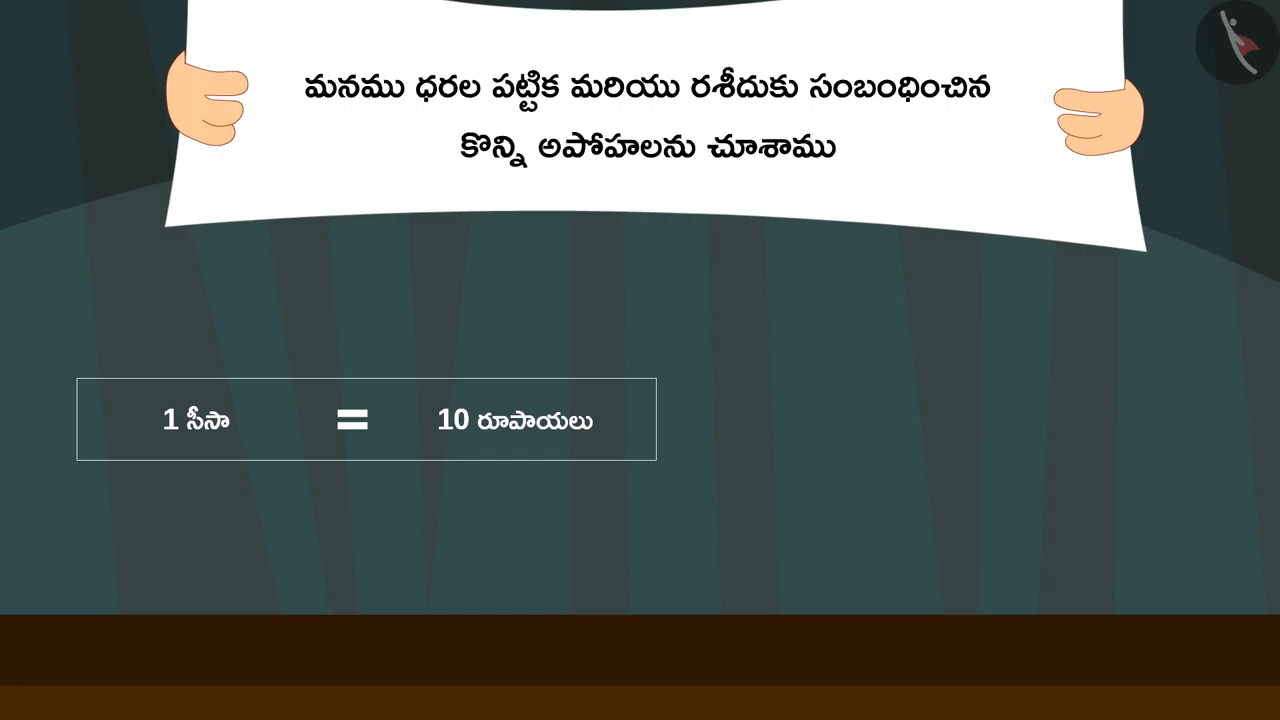 మనము ధరల పట్టిక మరియు రశీదుకు సంబంధించిన
కొన్ని అపోహలను చూశాము
1 సీసా = 10 రూపాయలు